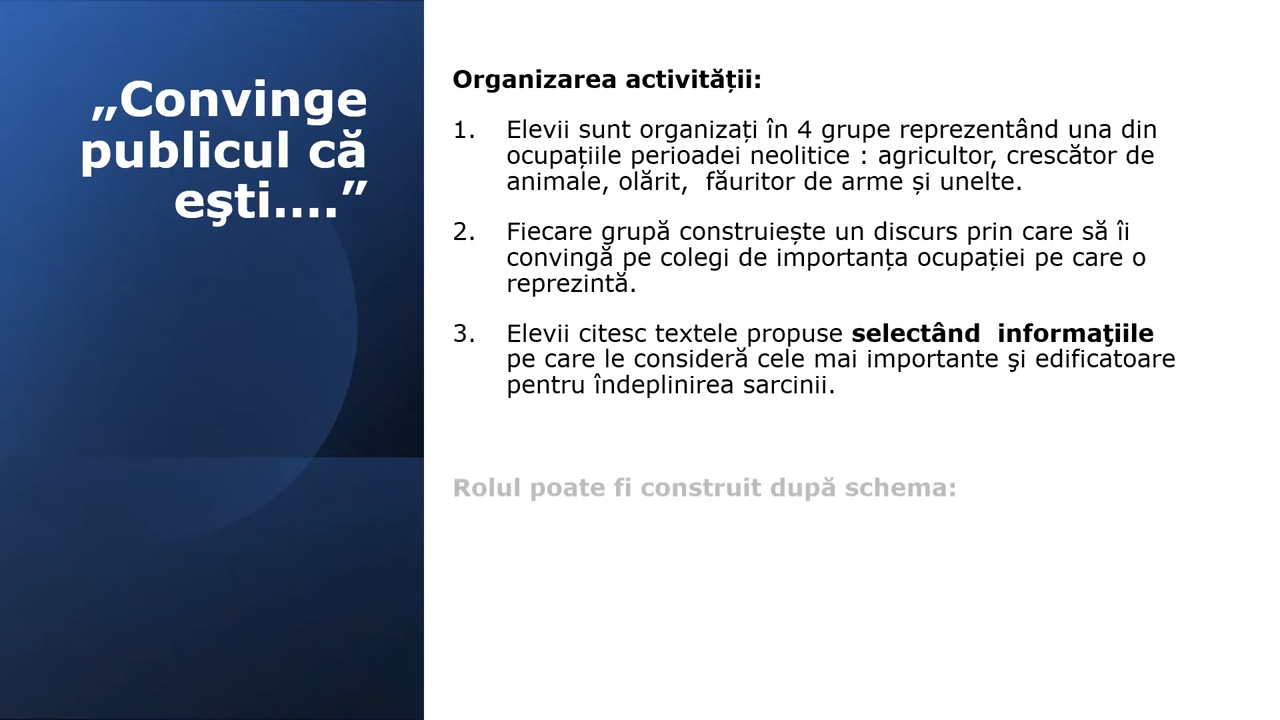 „Convinge
publicul că
eşti....”
Organizarea activității:
1. Elevii sunt organizați în 4 grupe reprezentând una din
ocupațiile perioadei neolitice : agricultor, crescător de
animale, olărit,  făuritor de arme și unelte.
2. Fiecare grupă construiește un discurs prin care să îi
convingă pe colegi de importanța ocupației pe care o
reprezintă.
3. Elevii citesc textele propuse selectând  informaţiile
pe care le consideră cele mai importante şi edificatoare
pentru îndeplinirea sarcinii.
Rolul poate fi construit după schema: